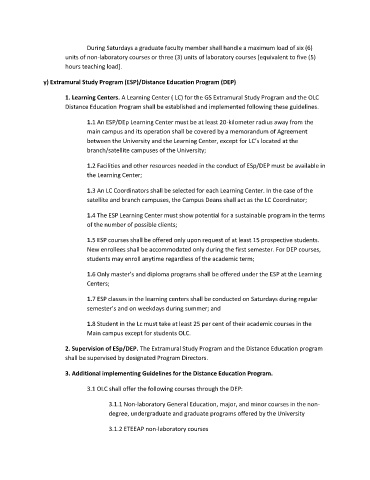 During Saturdays a graduate faculty member shall handle a maximum load of six (6)
units of non-laboratory courses or three (3) units of laboratory courses [equivalent to five (5)
hours teaching load].
y) Extramural Study Program (ESP)/Distance Education Program (DEP)
1. Learning Centers. A Learning Center ( LC) for the GS Extramural Study Program and the OLC
Distance Education Program shall be established and implemented following these guidelines.
1.1 An ESP/DEp Learning Center must be at least 20-kilometer radius away from the
main campus and its operation shall be covered by a memorandum of Agreement
between the University and the Learning Center, except for LC's located at the
branch/satellite campuses of the University;
1.2 Facilities and other resources needed in the conduct of ESp/DEP must be available in
the Learning Center;
1.3 An LC Coordinators shall be selected for each Learning Center. In the case of the
satellite and branch campuses, the Campus Deans shall act as the LC Coordinator;
1.4 The ESP Learning Center must show potential for a sustainable program in the terms
of the number of possible clients;
1.5 ESP courses shall be offered only upon request of at least 15 prospective students.
New enrollees shall be accommodated only during the first semester. For DEP courses,
students may enroll anytime regardless of the academic term;
1.6 Only master's and diploma programs shall be offered under the ESP at the Learning
Centers;
1.7 ESP classes in the learning centers shall be conducted on Saturdays during regular
semester's and on weekdays during summer; and
1.8 Student in the Lc must take at least 25 per cent of their academic courses in the
Main campus except for students OLC.
2. Supervision of ESp/DEP. The Extramural Study Program and the Distance Education program
shall be supervised by designated Program Directors.
3. Additional implementing Guidelines for the Distance Education Program.
3.1 OLC shall offer the following courses through the DEP:
3.1.1 Non-laboratory General Education, major, and minor courses in the non-
degree, undergraduate and graduate programs offered by the University
3.1.2 ETEEAP non-laboratory courses